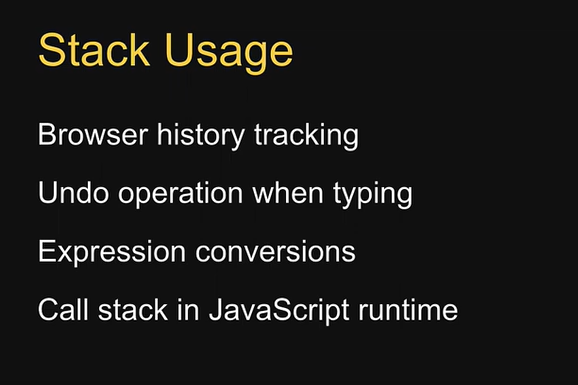 Stack Usage
Browser history tracking
Undo operation when typing
Expression conversions
Call stack in JavaScript runtime